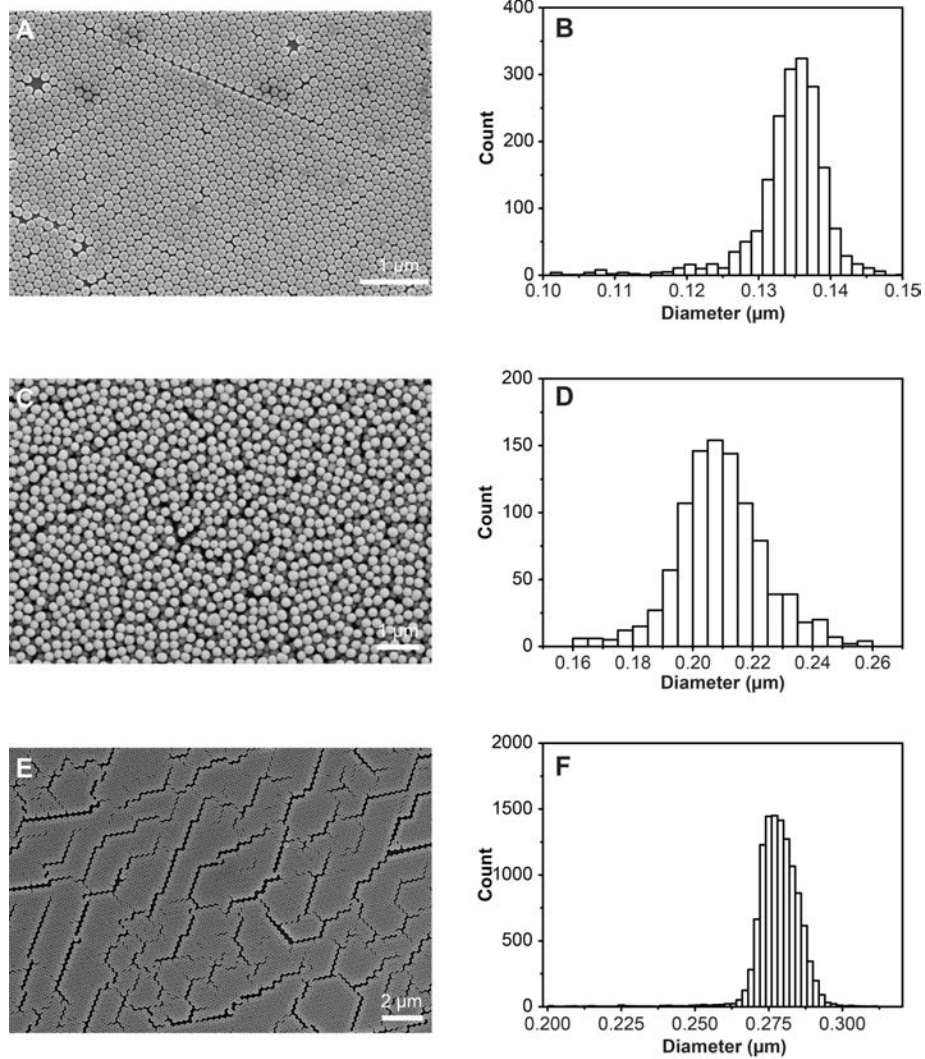 A
1 µm
B
400
300
200
100
0
Count
0.10 0.11 0.12 0.13 0.14 0.15
Diameter (µm)
C
1 µm
D
200
150
100
50
0
Count
0.16 0.18 0.20 0.22 0.24 0.26
Diameter (µm)
E
2 µm
F
2000
1500
1000
500
0
Count
0.200 0.225 0.250 0.275 0.300
Diameter (µm)